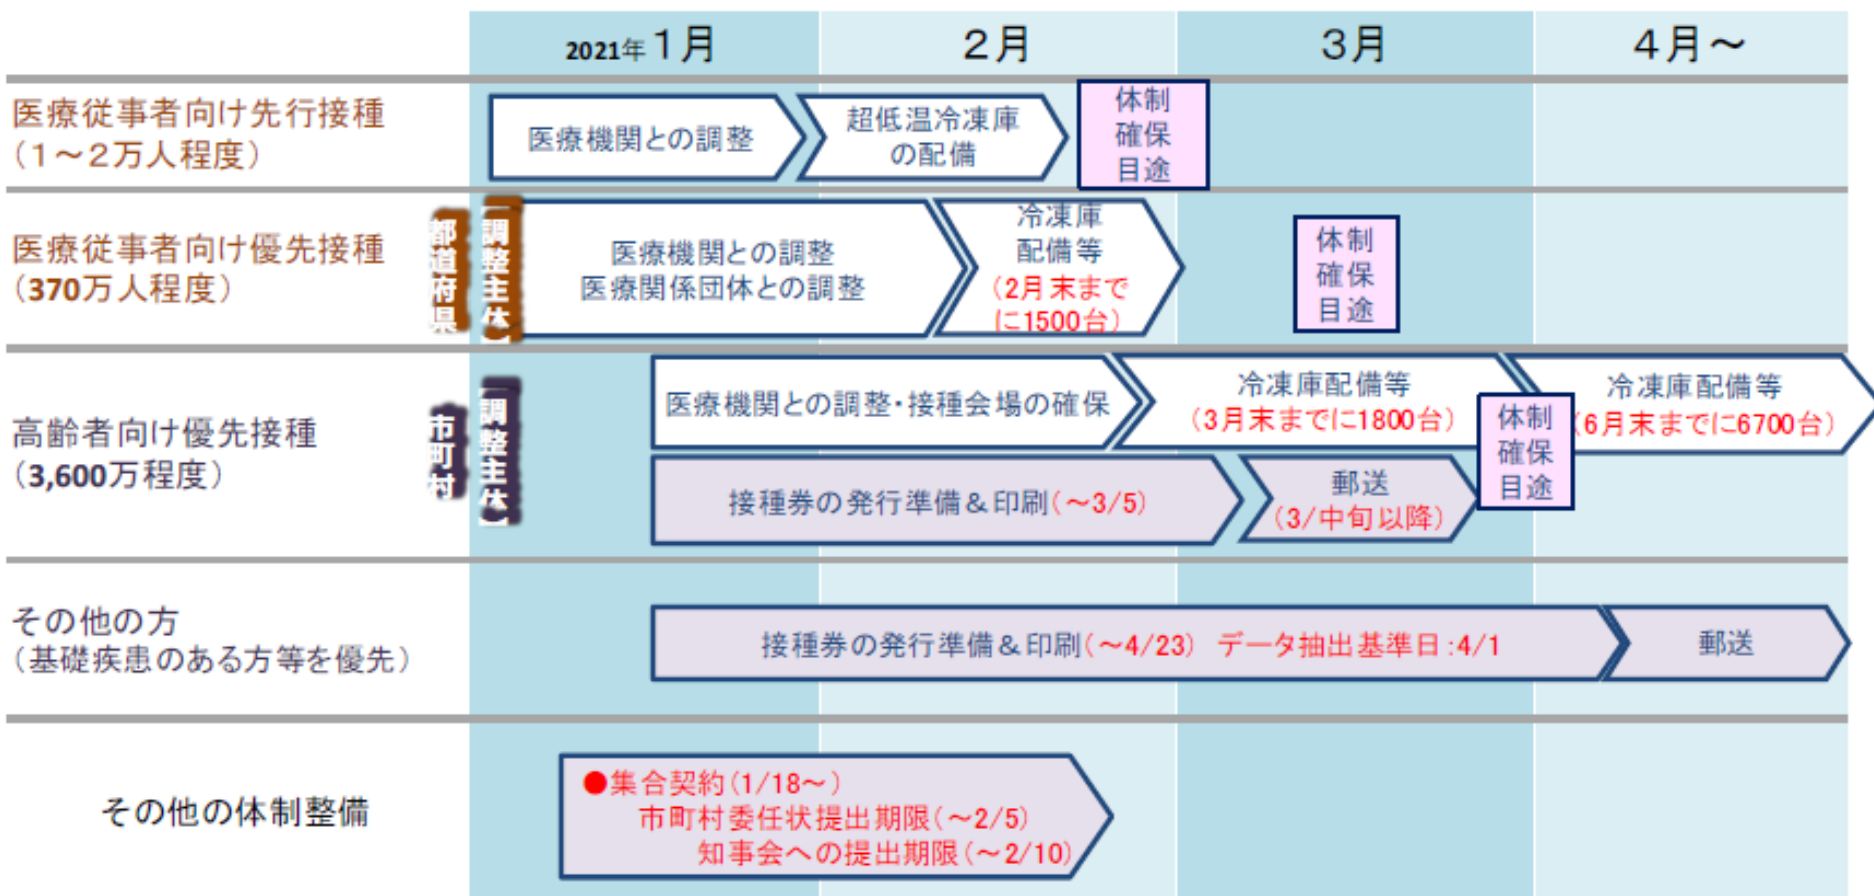 2021年 1月
2月
3月
4月～
医療従事者向け先行接種
（1～2万人程度）
医療機関との調整
超低温冷凍庫
の配備
体制
確保
目途
医療従事者向け優先接種
（370万人程度）
【調整主体】
都道府県
医療機関との調整
医療関係団体との調整
冷凍庫
配備等
（2月末まで
に1500台）
体制
確保
目途
高齢者向け優先接種
（3,600万程度）
【調整主体】
市町村
医療機関との調整・接種会場の確保
冷凍庫配備等
（3月末までに1800台）
冷凍庫配備等
（6月末までに6700台）
体制
確保
目途
接種券の発行準備＆印刷（～3/5）
郵送
（3/中旬以降）
その他の方
（基礎疾患のある方等を優先）
接種券の発行準備＆印刷（～4/23） データ抽出基準日：4/1
郵送
その他の体制整備
●集合契約（1/18～）
市町村委任状提出期限（～2/5）
知事会への提出期限（～2/10）